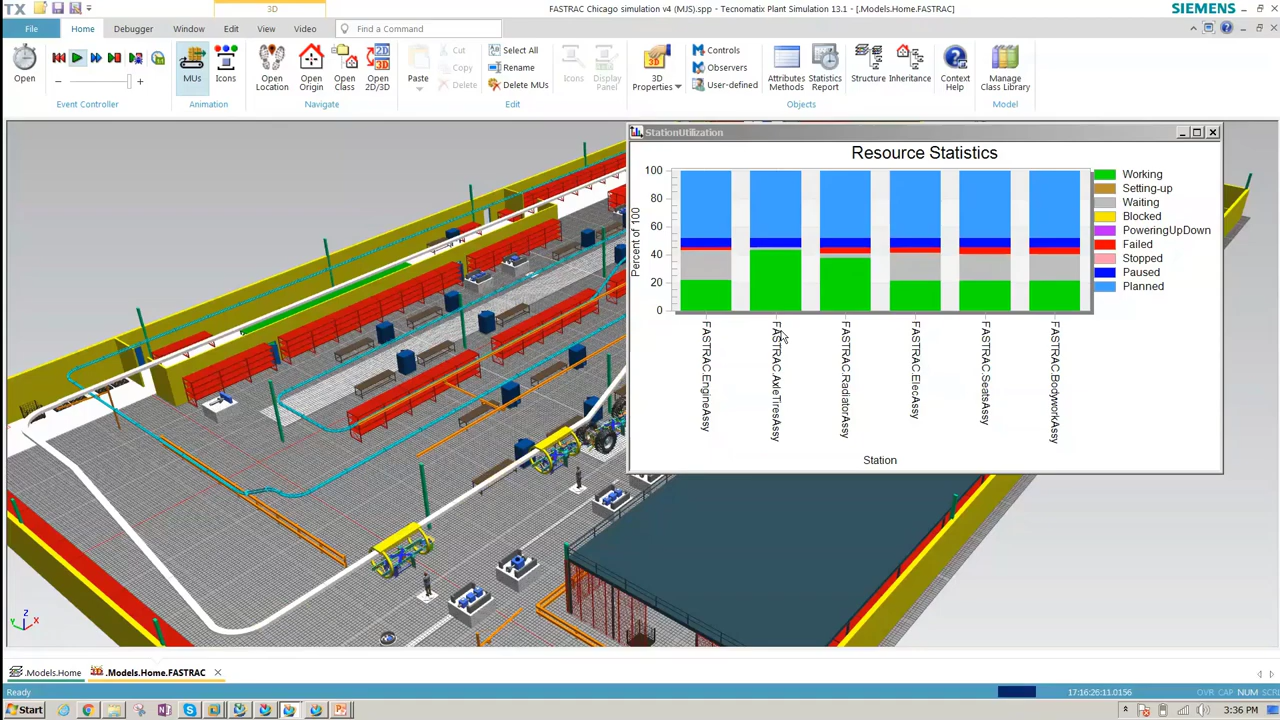 TX
3D
FASTRAC Chicago simulation v4 (MJS).spp - Tecnomatix Plant Simulation 13.1 - [.Models.Home.FASTRAC]
SIEMENS
File
Home
Debugger
Window
Edit
View
Video
Find a Command
Open
Event Controller
MUs
Icons
Animation
Open Location
Open Origin
Open Class
Open 2D/3D
Navigate
Paste
Cut
Copy
Delete
Select All
Rename
Delete MUs
Edit
Icons
Display Panel
3D Properties
Controls
Observers
User-defined
Attributes Methods
Statistics Report
Structure
Inheritance
Objects
Context Help
Manage Class Library
Model
StationUtilization
Resource Statistics
Percent of 100
100
80
60
40
20
0
Working
Setting-up
Waiting
Blocked
PoweringUpDown
Failed
Stopped
Paused
Planned
FASTRAC.EngineAssy
FASTRAC.AxleTiresAssy
FASTRAC.RadiatorAssy
FASTRAC.ElecAssy
FASTRAC.SeatsAssy
FASTRAC.BodyworkAssy
Station
Z
Y
X
.Models.Home
.Models.Home.FASTRAC
Ready
17:16:26:11.0156
OVR CAP NUM SCRL
Start
3:36 PM